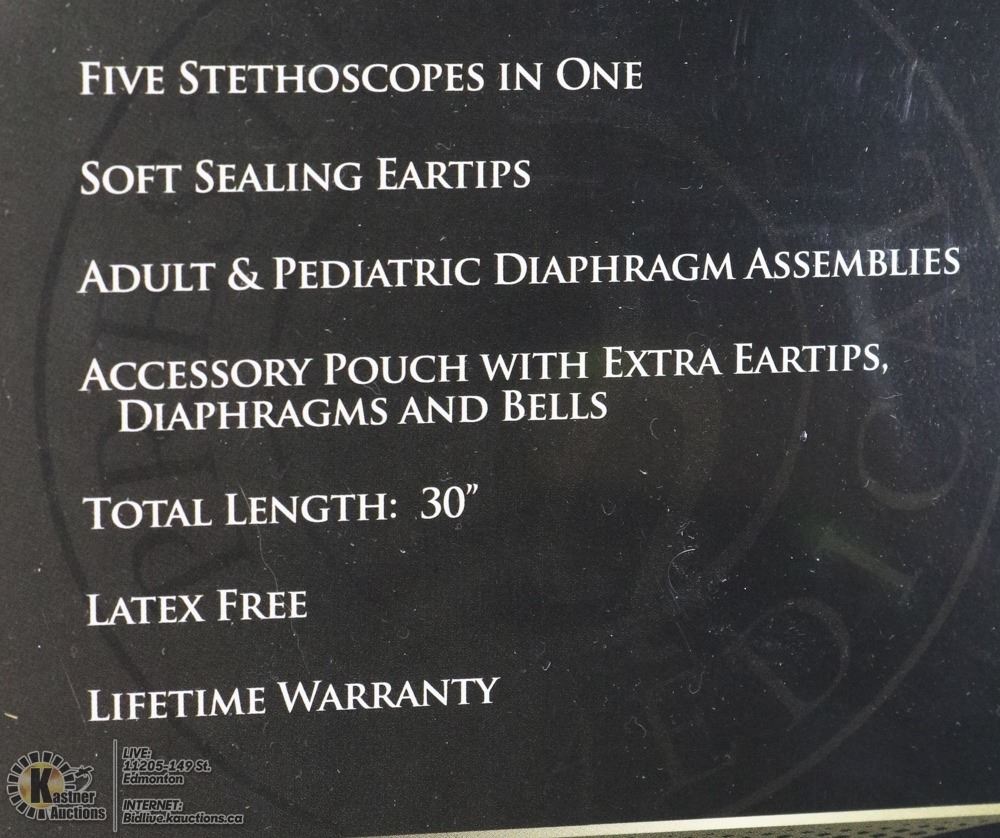 FIVE STETHOSCOPES IN ONE
SOFT SEALING EARTIPS
ADULT & PEDIATRIC DIAPHRAGM ASSEMBLIES
ACCESSORY POUCH WITH EXTRA EARTIPS,
DIAPHRAGMS AND BELLS
TOTAL LENGTH: 30”
LATEX FREE
LIFETIME WARRANTY
MEDICAL
Kastner
Auctions
LIVE:
11205-149 St.
Edmonton
INTERNET:
Bidlive.kauctions.ca